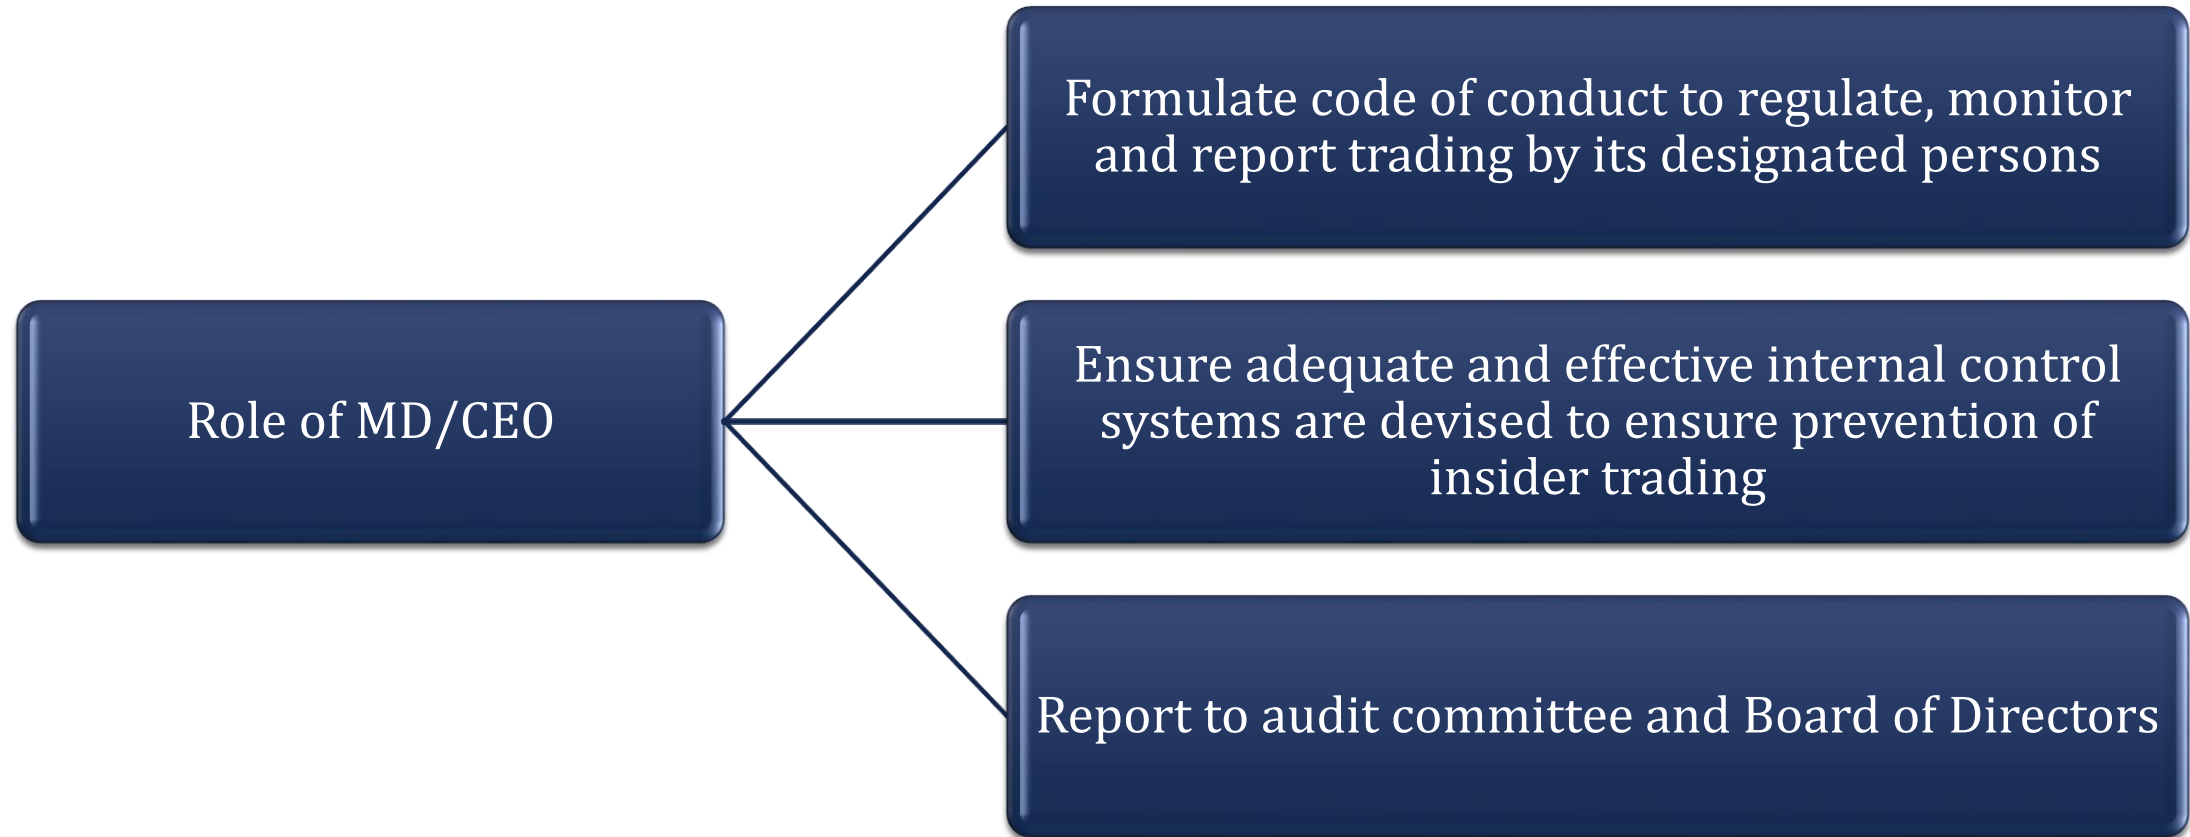 Role of MD/CEO
Formulate code of conduct to regulate, monitor
and report trading by its designated persons
Ensure adequate and effective internal control
systems are devised to ensure prevention of
insider trading
Report to audit committee and Board of Directors